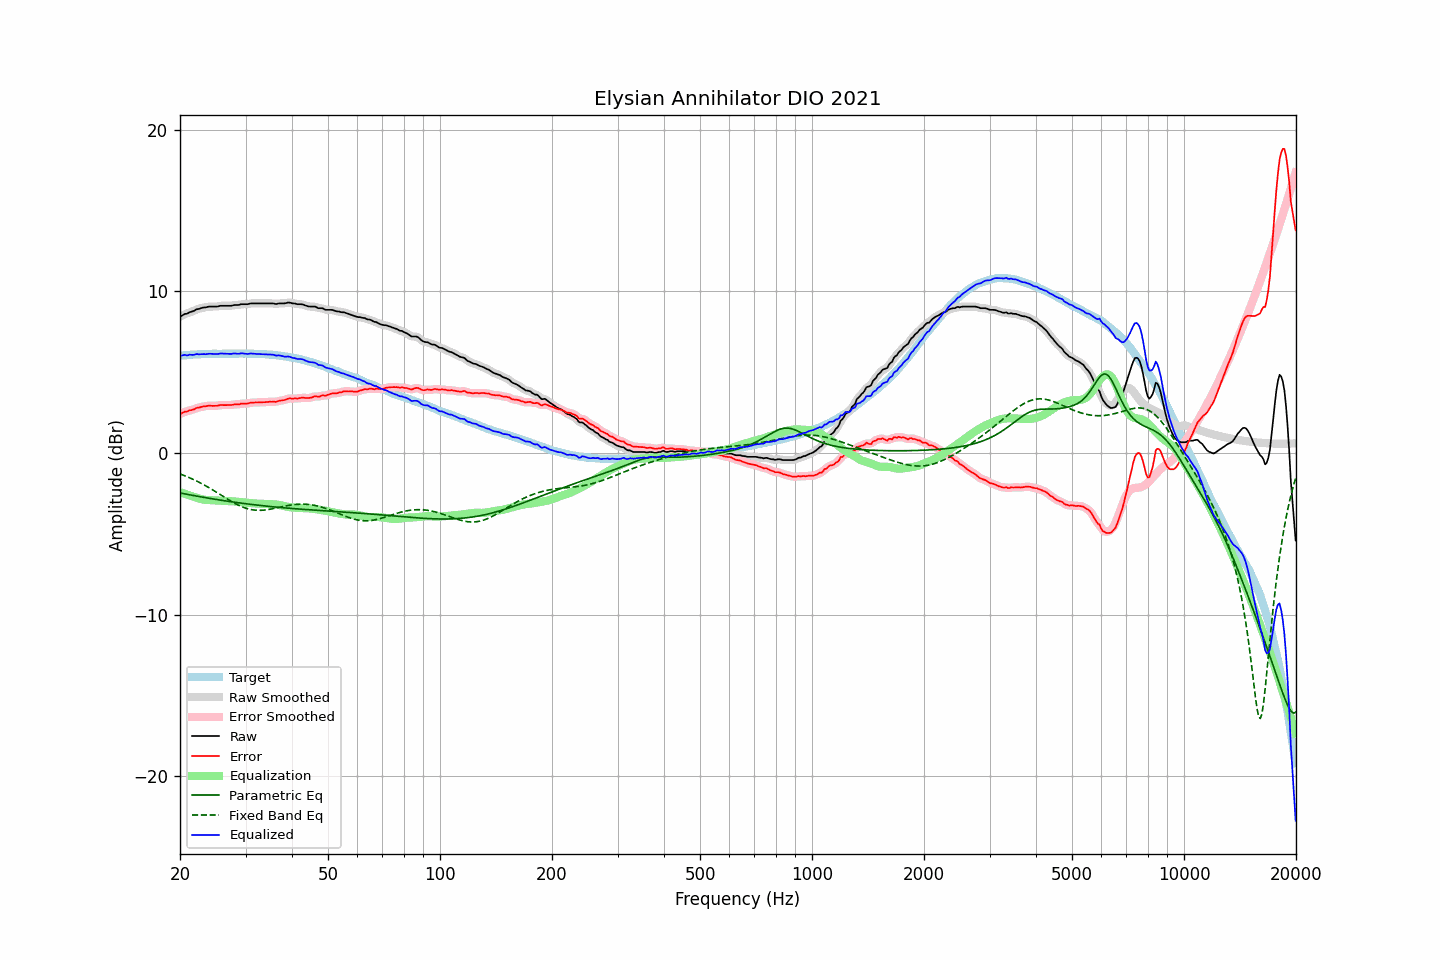 Elysian Annihilator DIO 2021
Amplitude (dBr)
20
10
0
−10
−20
Target
Raw Smoothed
Error Smoothed
Raw
Error
Equalization
Parametric Eq
Fixed Band Eq
Equalized
20 50 100 200 500 1000 2000 5000 10000 20000
Frequency (Hz)